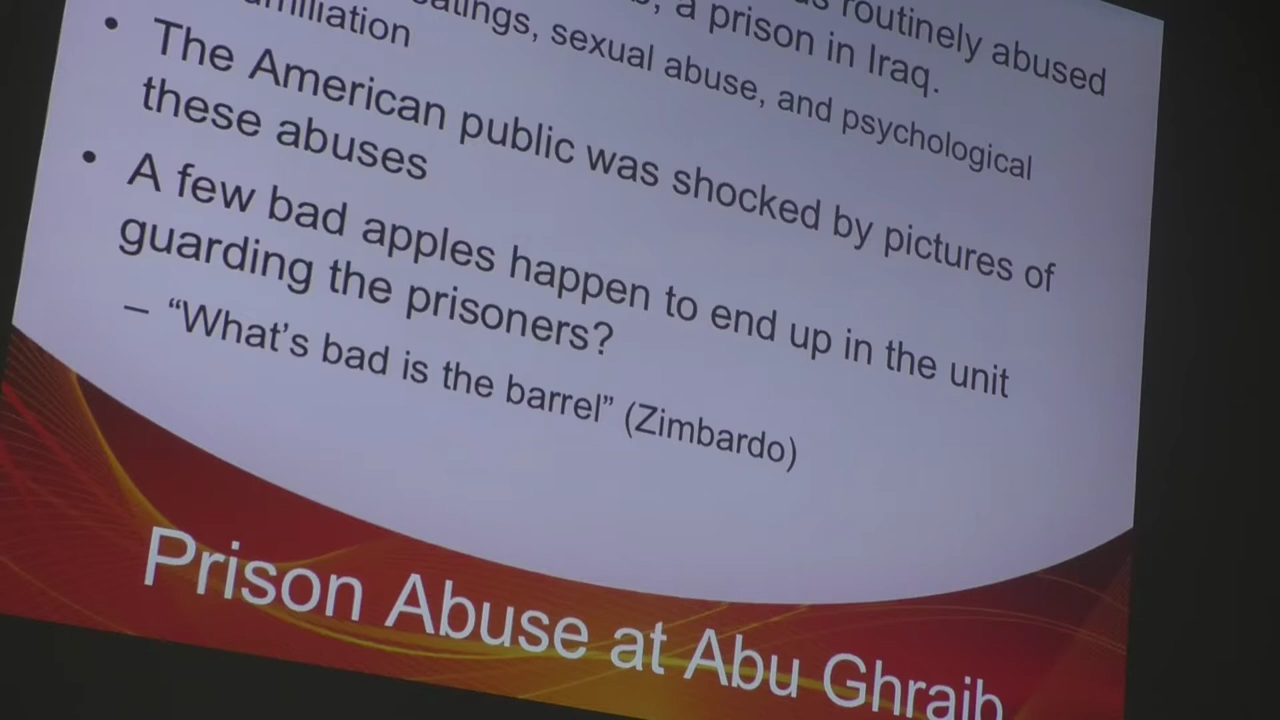 routinely abused
, a prison in Iraq.
sexual abuse, and psychological
• The American public was shocked by pictures of
these abuses
• A few bad apples happen to end up in the unit
guarding the prisoners?
– “What’s bad is the barrel” (Zimbardo)
Prison Abuse at Abu Ghraib